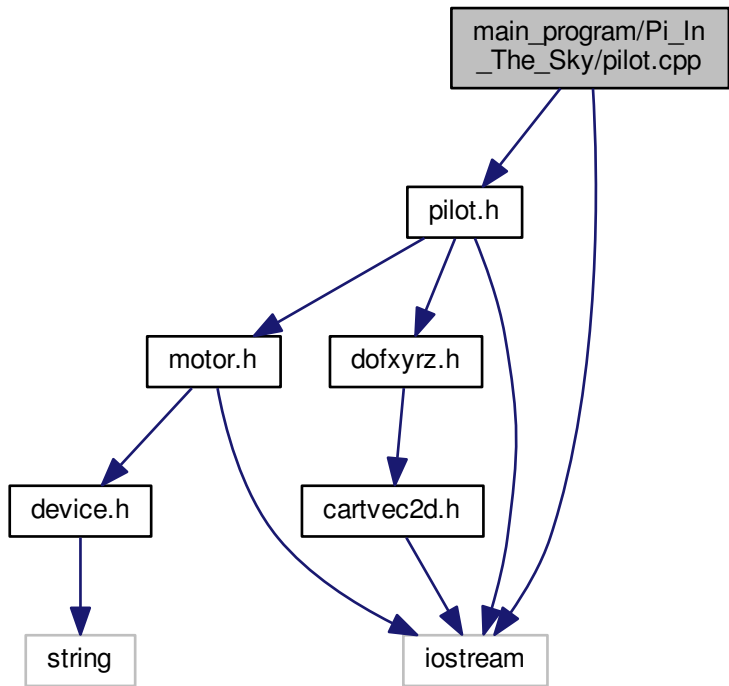 main_program/Pi_In
_The_Sky/pilot.cpp
pilot.h
motor.h
dofxyrz.h
device.h
cartvec2d.h
string
iostream